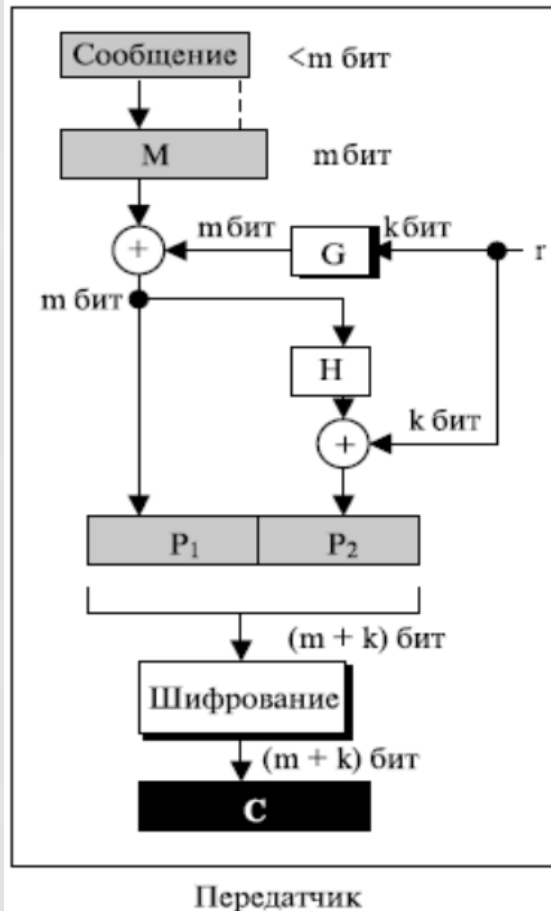 Сообщение <m бит
M m бит
m бит G k бит r
+
m бит
H
+ k бит
P₁ P₂
(m + k) бит
Шифрование
(m + k) бит
C
Передатчик